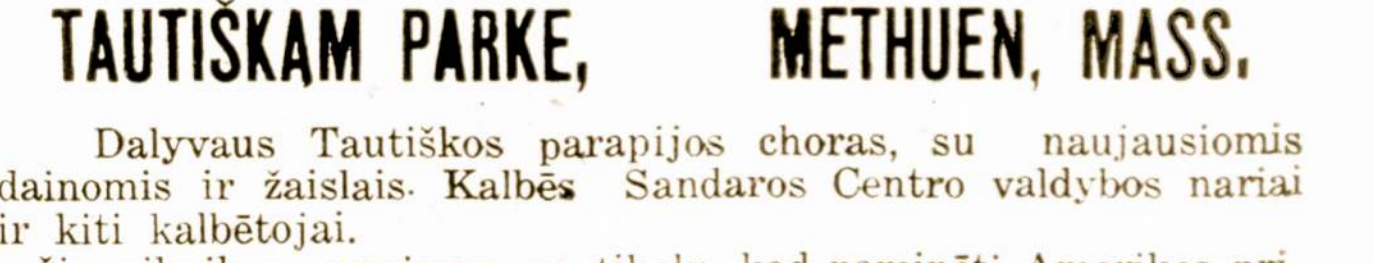 TAUTIŠKAM PARKE, METHUEN, MASS.
Dalyvaus Tautiškos parapijos choras, su naujausiomis
dainomis ir žaislais. Kalbēs Sandaros Centro valdybos nariai
ir kiti kalbētojai.